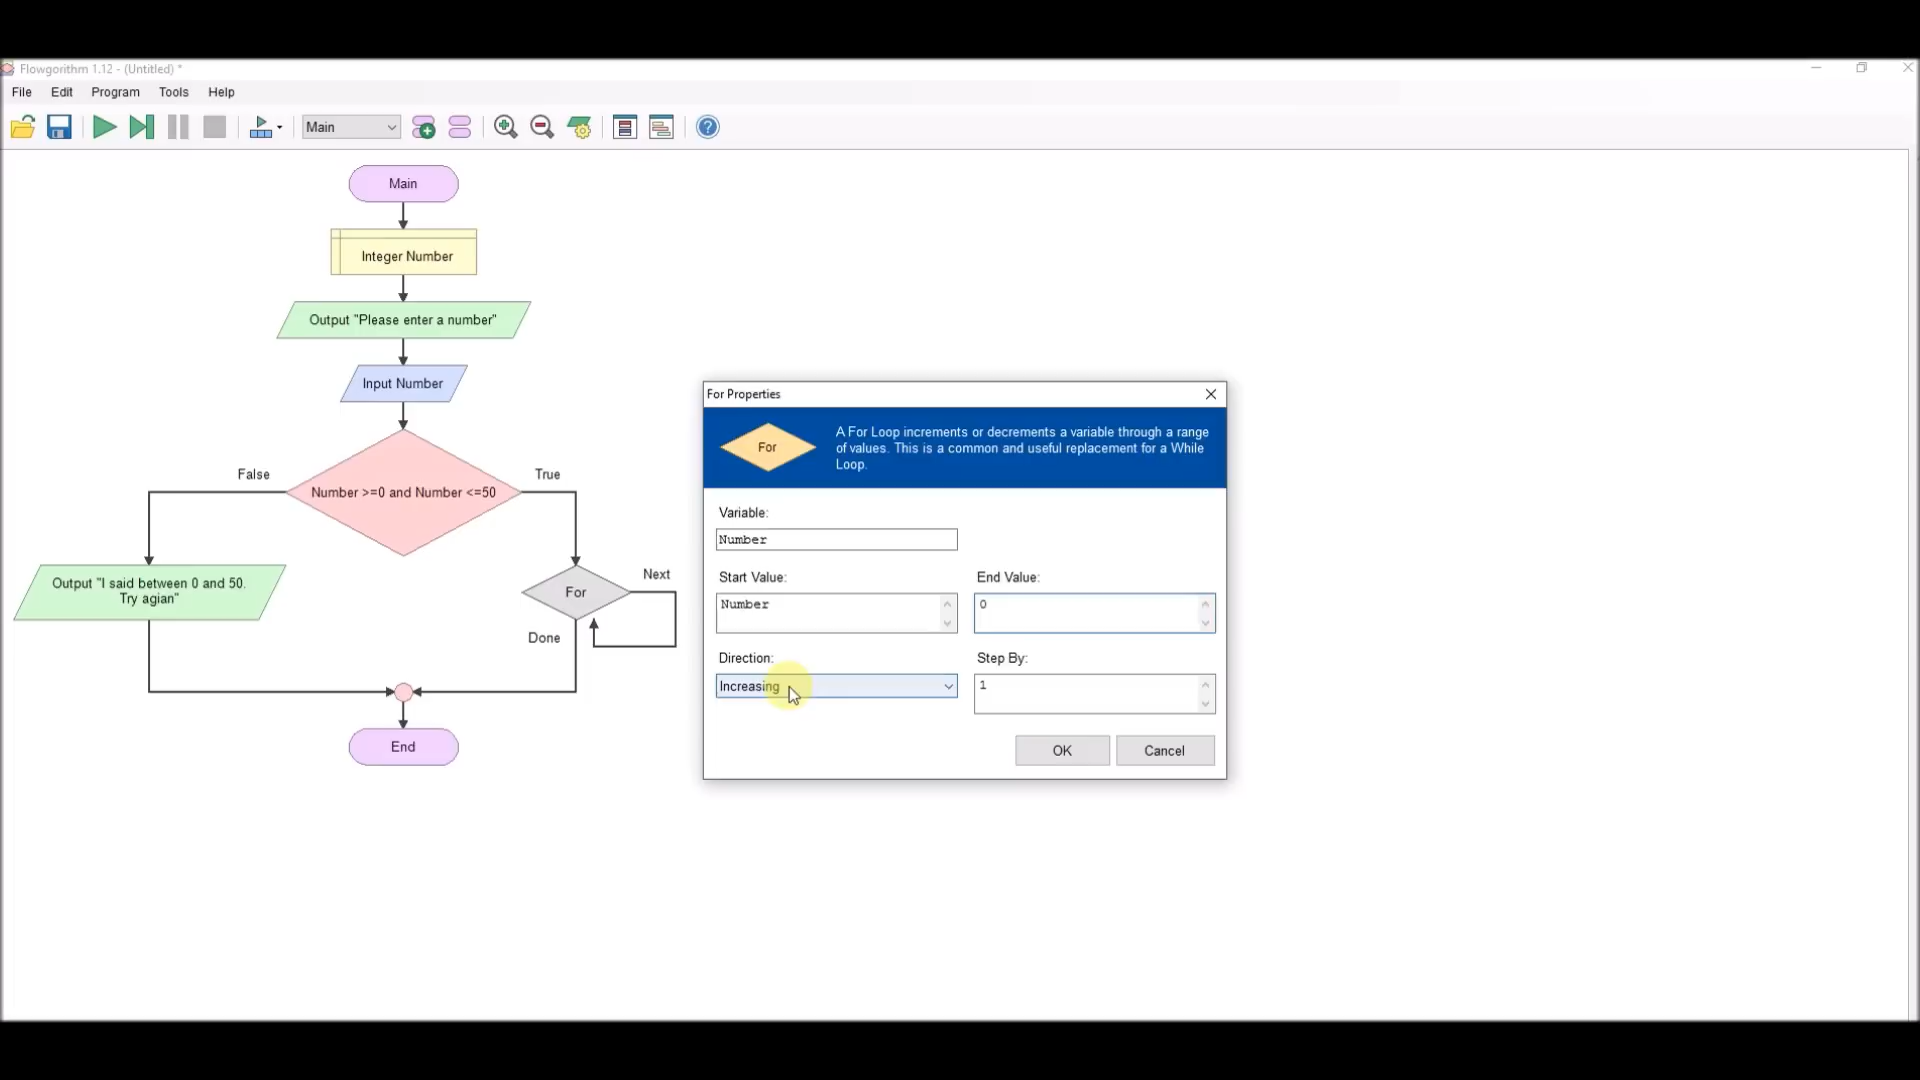 Flowgorithm 1.12 - (Untitled) *
File Edit Program Tools Help
Main
Main
Integer Number
Output "Please enter a number"
Input Number
False
True
Number >=0 and Number <=50
Output "I said between 0 and 50.
Try agian"
For
Next
Done
End
For Properties
For
A For Loop increments or decrements a variable through a range
of values. This is a common and useful replacement for a While
Loop.
Variable:
Number
Start Value:
End Value:
Number
0
Direction:
Step By:
Increasing
1
OK
Cancel